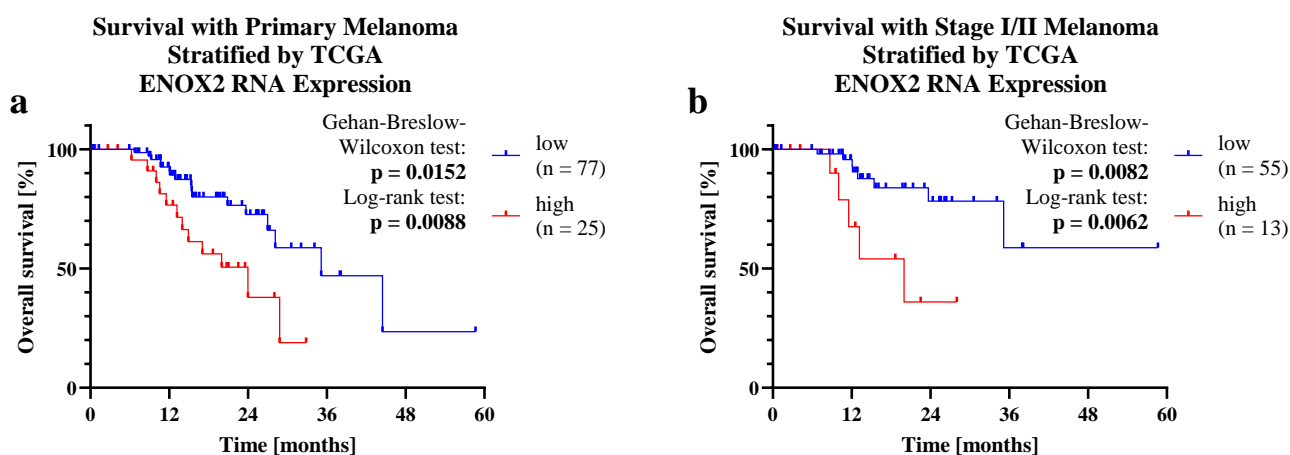 Survival with Primary Melanoma
Stratified by TCGA
ENOX2 RNA Expression
a
Gehan-Breslow-
Wilcoxon test:
p = 0.0152
Log-rank test:
p = 0.0088
low
(n = 77)
high
(n = 25)
Overall survival [%]
100
50
0
0 12 24 36 48 60
Time [months]
Survival with Stage I/II Melanoma
Stratified by TCGA
ENOX2 RNA Expression
b
Gehan-Breslow-
Wilcoxon test:
p = 0.0082
Log-rank test:
p = 0.0062
low
(n = 55)
high
(n = 13)
Overall survival [%]
100
50
0
0 12 24 36 48 60
Time [months]